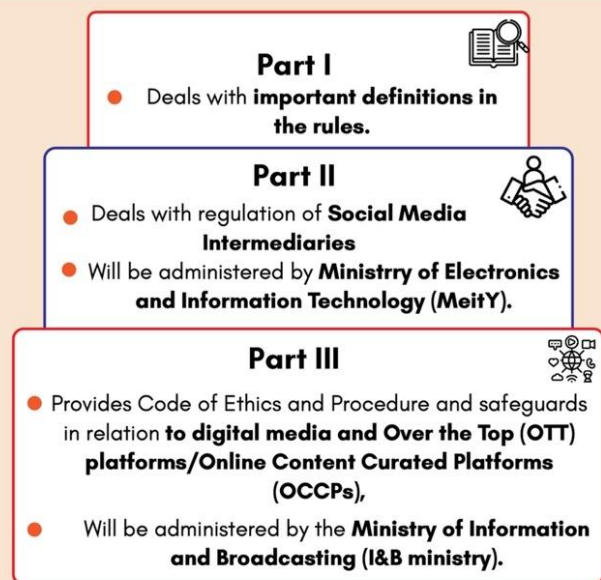 Part I
Deals with important definitions in
the rules.
Part II
Deals with regulation of Social Media
Intermediaries
Will be administered by Ministrry of Electronics
and Information Technology (MeitY).
Part III
Provides Code of Ethics and Procedure and safeguards
in relation to digital media and Over the Top (OTT)
platforms/Online Content Curated Platforms
(OCCPs),
Will be administered by the Ministry of Information
and Broadcasting (I&B ministry).